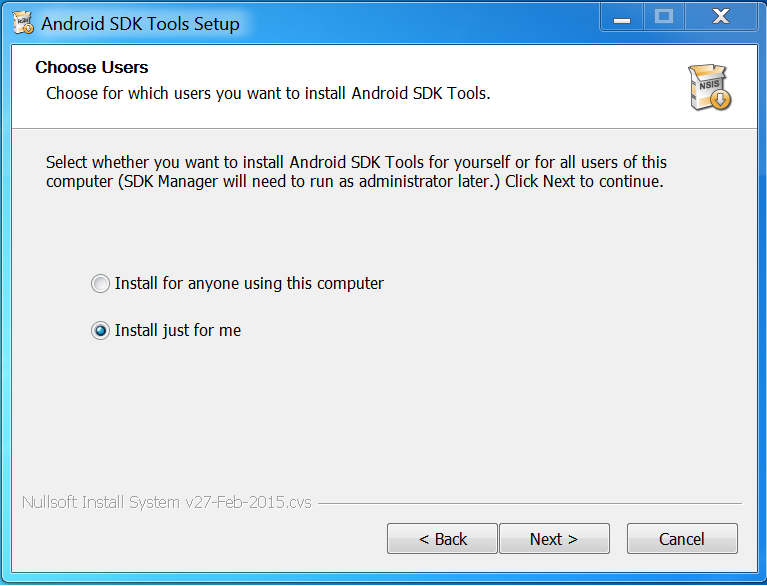 Android SDK Tools Setup
Choose Users
Choose for which users you want to install Android SDK Tools.
NSIS
Select whether you want to install Android SDK Tools for yourself or for all users of this
computer (SDK Manager will need to run as administrator later.) Click Next to continue.
Install for anyone using this computer
Install just for me
Nullsoft Install System v27-Feb-2015.cvs
< Back
Next >
Cancel